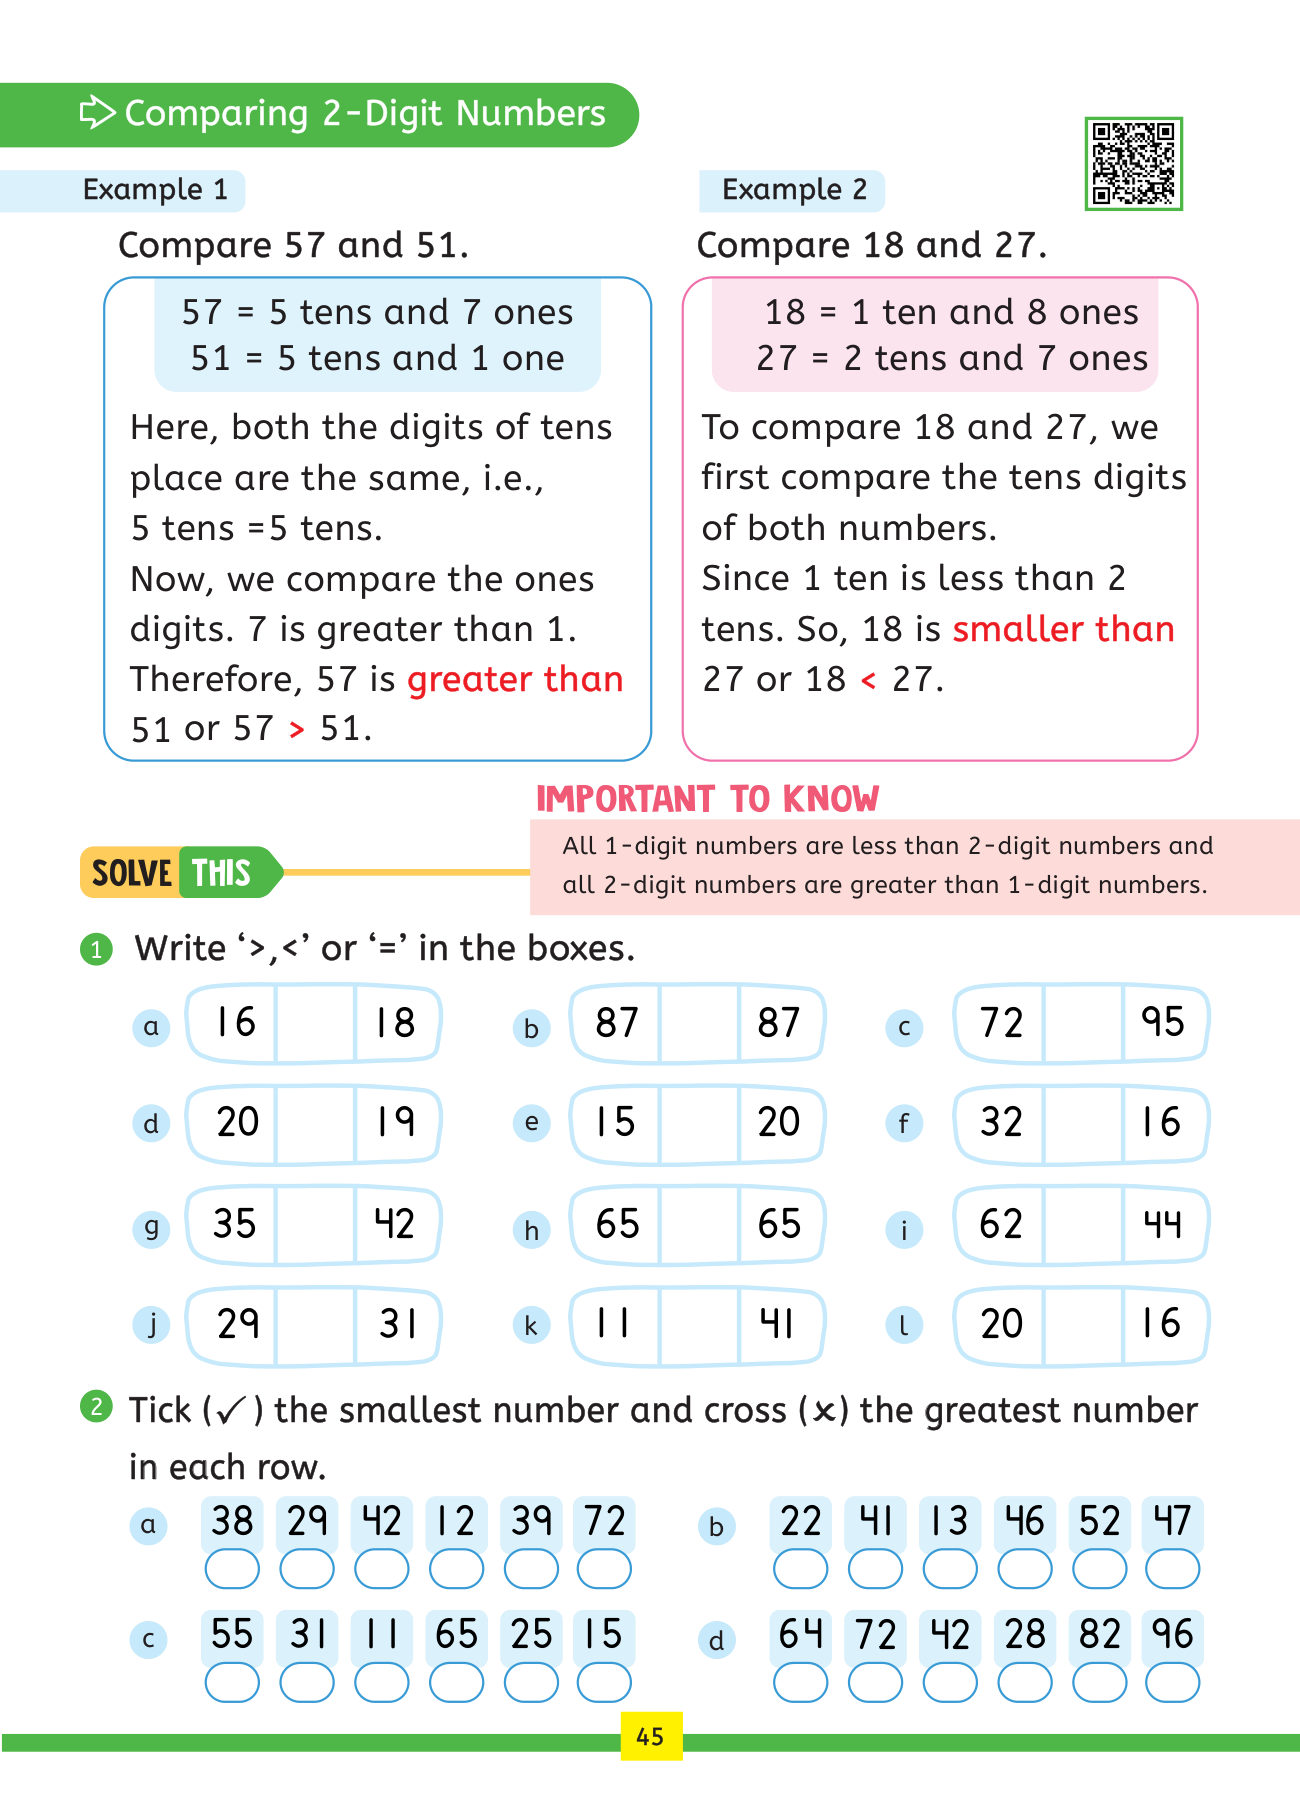 Comparing 2-Digit Numbers
Example 1
Compare 57 and 51.
57 = 5 tens and 7 ones
51 = 5 tens and 1 one
Here, both the digits of tens
place are the same, i.e.,
5 tens =5 tens.
Now, we compare the ones
digits. 7 is greater than 1.
Therefore, 57 is greater than
51 or 57 > 51.
Example 2
Compare 18 and 27.
18 = 1 ten and 8 ones
27 = 2 tens and 7 ones
To compare 18 and 27, we
first compare the tens digits
of both numbers.
Since 1 ten is less than 2
tens. So, 18 is smaller than
27 or 18 < 27.
IMPORTANT TO KNOW
All 1-digit numbers are less than 2-digit numbers and
all 2-digit numbers are greater than 1-digit numbers.
SOLVE THIS
1 Write ‘>,<’ or ‘=’ in the boxes.
a 16 18 b 87 87 c 72 95
d 20 19 e 15 20 f 32 16
g 35 42 h 65 65 i 62 44
j 29 31 k 11 41 l 20 16
2 Tick (✓) the smallest number and cross (×) the greatest number
in each row.
a 38 29 42 12 39 72 b 22 41 13 46 52 47
c 55 31 11 65 25 15 d 64 72 42 28 82 96
45